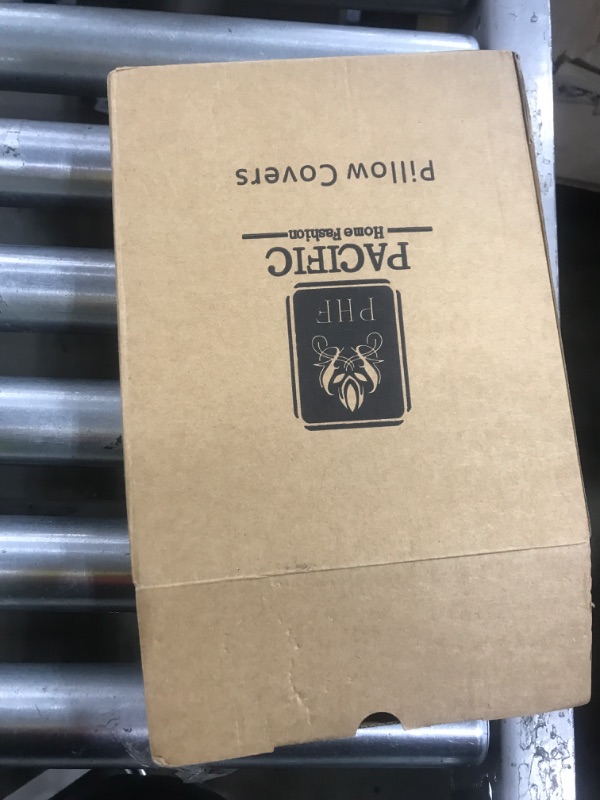 PHF
PACIFIC
Home Fashion
Pillow Covers